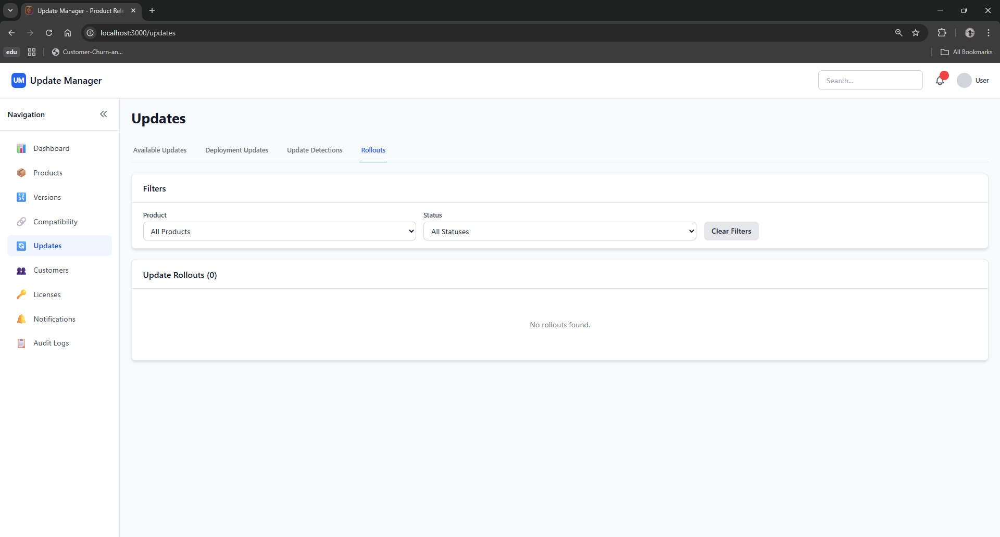 Update Manager - Product Rele
localhost:3000/updates
edu
Customer-Churn-an...
All Bookmarks
UM
Update Manager
Search...
User
Navigation
Dashboard
Products
Versions
Compatibility
Updates
Customers
Licenses
Notifications
Audit Logs
Updates
Available Updates
Deployment Updates
Update Detections
Rollouts
Filters
Product
Status
All Products
All Statuses
Clear Filters
Update Rollouts (0)
No rollouts found.